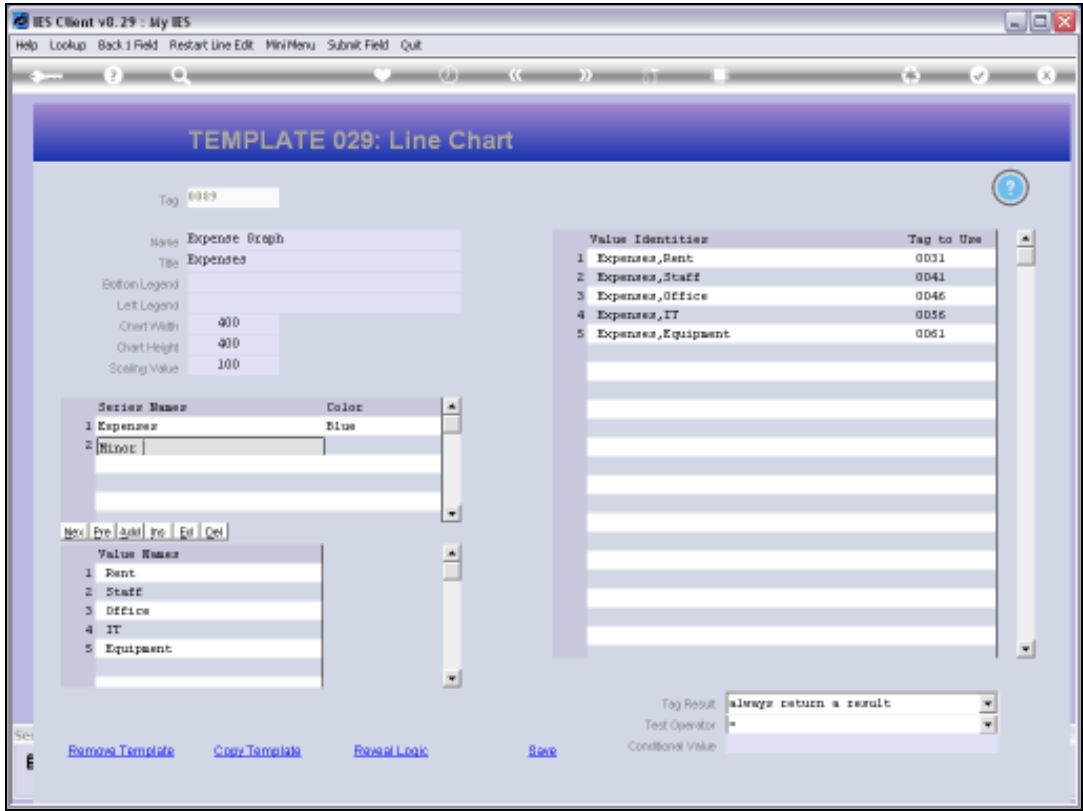 IES Client v8.29 : My IES
Help Lookup Back 1 Field Restart Line Edit Mini Menu Submit Field Quit
TEMPLATE 029: Line Chart
Tag 0089
Name Expense Graph
Title Expenses
Bottom Legend
Left Legend
Chart Width 400
Chart Height 400
Scaling Value 100
Series Names Color
1 Expenses Blue
2 Minor
Nex Pre Add Ins Ed Del
Value Names
1 Rent
2 Staff
3 Office
4 IT
5 Equipment
Value Identities Tag to Use
1 Expenses,Rent 0031
2 Expenses,Staff 0041
3 Expenses,Office 0046
4 Expenses,IT 0056
5 Expenses,Equipment 0061
Tag Result always return a result
Test Operator =
Conditional Value
Remove Template Copy Template Reveal Logic Save